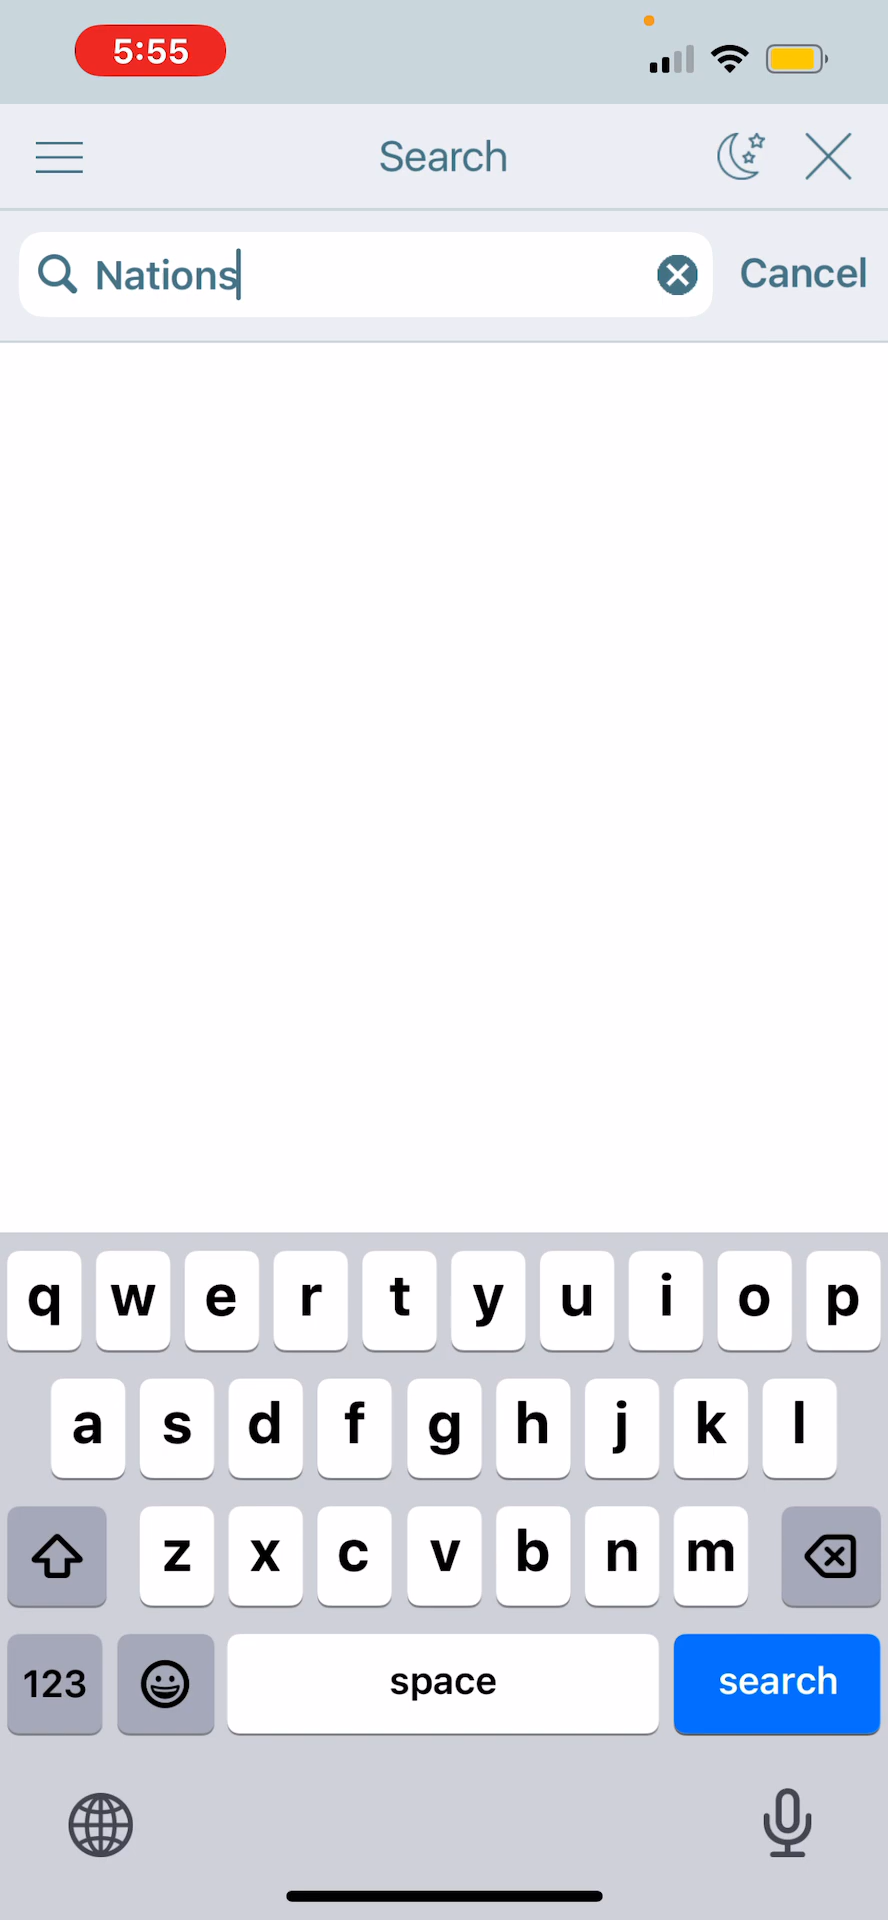 5:55
Search
Nations
Cancel
q w e r t y u i o p
a s d f g h j k l
z x c v b n m
123 space search